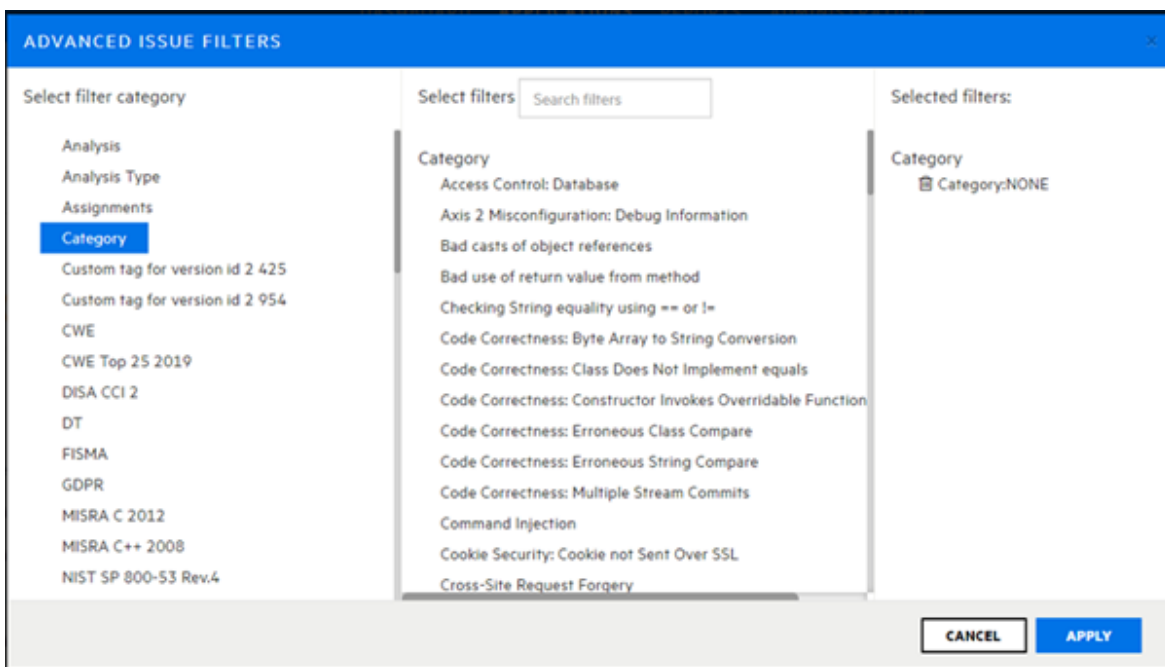 ADVANCED ISSUE FILTERS
Select filter category
Analysis
Analysis Type
Assignments
Category
Custom tag for version id 2 425
Custom tag for version id 2 954
CWE
CWE Top 25 2019
DISA CCI 2
DT
FISMA
GDPR
MISRA C 2012
MISRA C++ 2008
NIST SP 800-53 Rev.4
Select filters
Search filters
Category
Access Control: Database
Axis 2 Misconfiguration: Debug Information
Bad casts of object references
Bad use of return value from method
Checking String equality using == or !=
Code Correctness: Byte Array to String Conversion
Code Correctness: Class Does Not Implement equals
Code Correctness: Constructor Invokes Overridable Function
Code Correctness: Erroneous Class Compare
Code Correctness: Erroneous String Compare
Code Correctness: Multiple Stream Commits
Command Injection
Cookie Security: Cookie not Sent Over SSL
Cross-Site Request Forgery
Selected filters:
Category
Category:NONE
CANCEL
APPLY